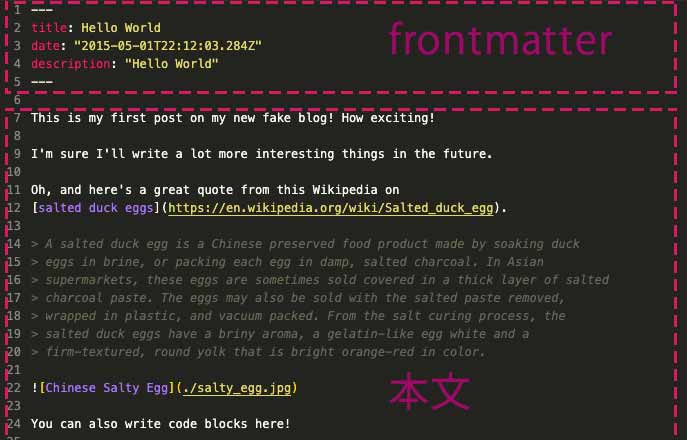 1 ---
2 title: Hello World
3 date: "2015-05-01T22:12:03.284Z"
4 description: "Hello World"
5 ---
frontmatter
6
7 This is my first post on my new fake blog! How exciting!
8
9 I'm sure I'll write a lot more interesting things in the future.
10
11 Oh, and here's a great quote from this Wikipedia on
12 [salted duck eggs](https://en.wikipedia.org/wiki/Salted_duck_egg).
13
14 > A salted duck egg is a Chinese preserved food product made by soaking duck
15 > eggs in brine, or packing each egg in damp, salted charcoal. In Asian
16 > supermarkets, these eggs are sometimes sold covered in a thick layer of salted
17 > charcoal paste. The eggs may also be sold with the salted paste removed,
18 > wrapped in plastic, and vacuum packed. From the salt curing process, the
19 > salted duck eggs have a briny aroma, a gelatin-like egg white and a
20 > firm-textured, round yolk that is bright orange-red in color.
21
22 ![Chinese Salty Egg](./salty_egg.jpg)
本文
23
24 You can also write code blocks here!